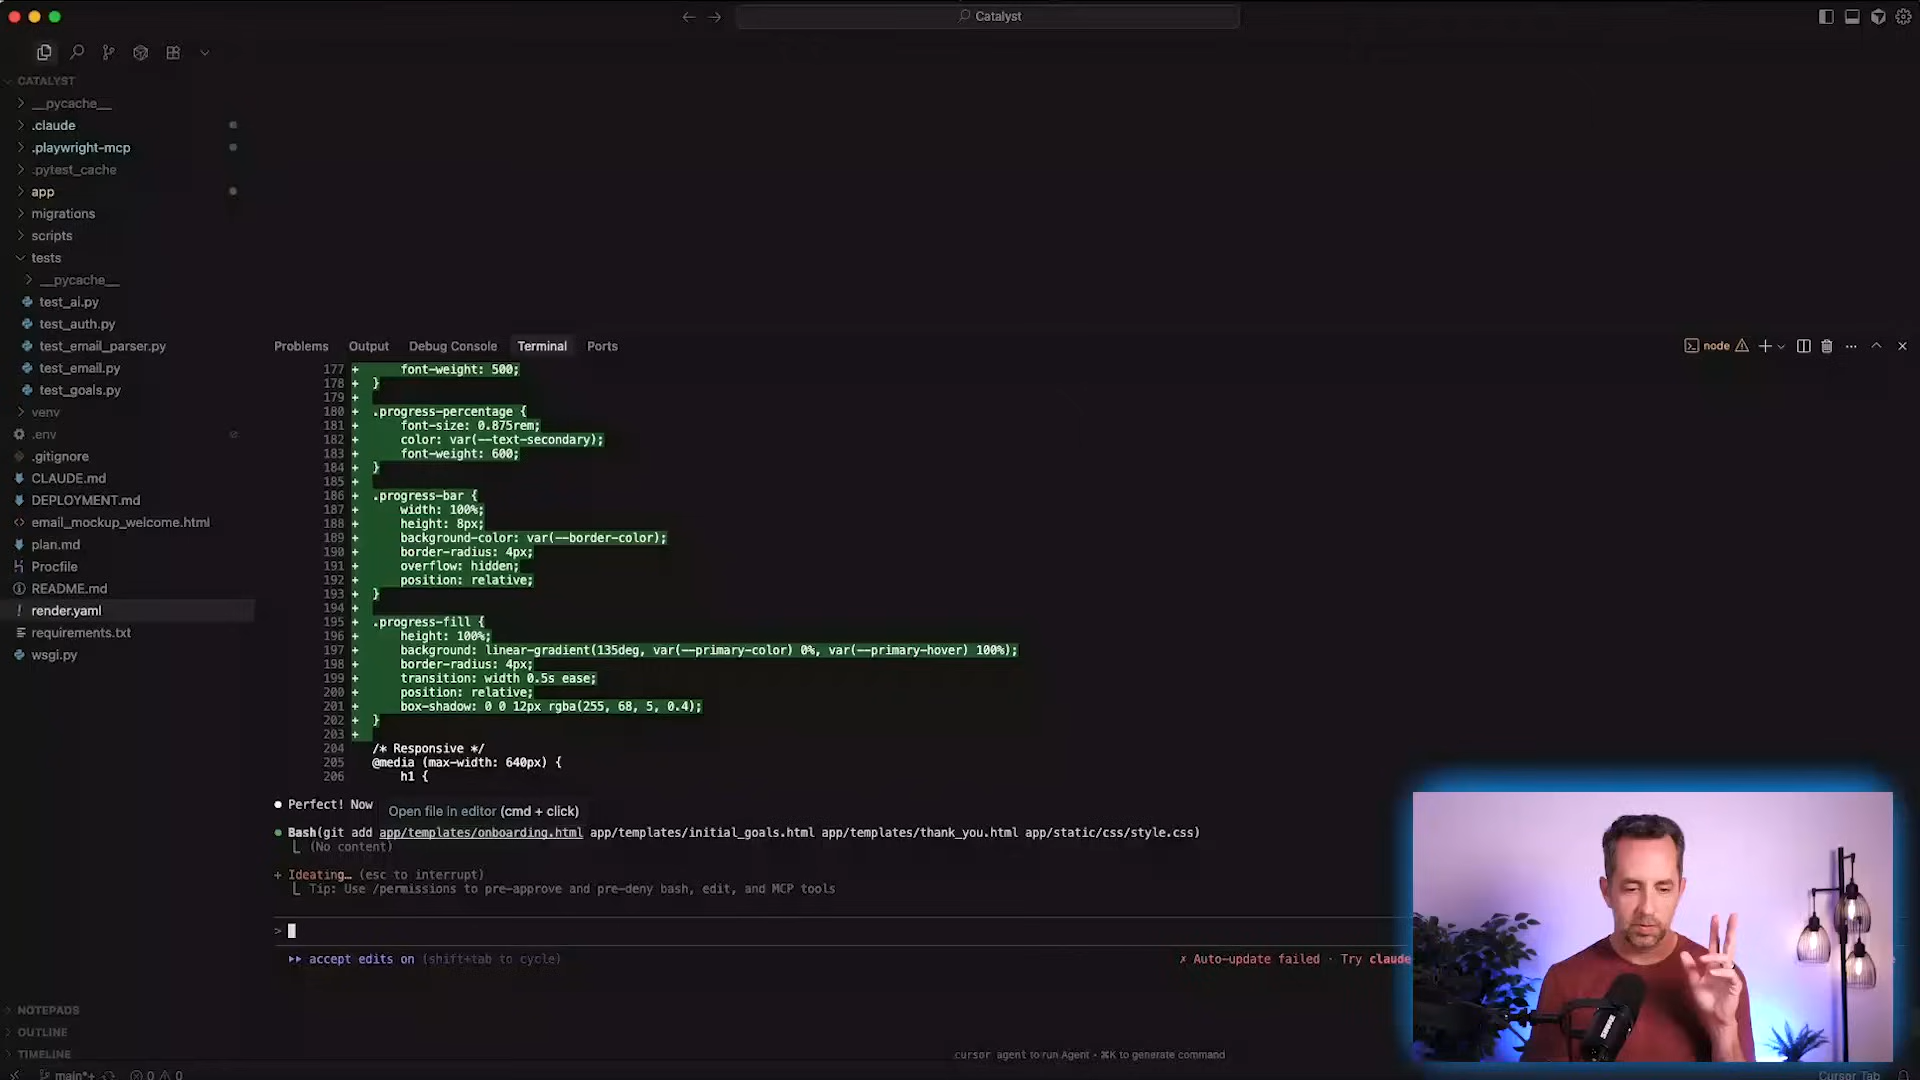 Catalyst
CATALYST
__pycache__
.claude
.playwright-mcp
.pytest_cache
app
migrations
scripts
tests
__pycache__
test_ai.py
test_auth.py
test_email_parser.py
test_email.py
test_goals.py
venv
.env
.gitignore
CLAUDE.md
DEPLOYMENT.md
email_mockup_welcome.html
plan.md
Procfile
README.md
render.yaml
requirements.txt
wsgi.py
NOTEPADS
OUTLINE
TIMELINE
main*+ 0 0
Problems Output Debug Console Terminal Ports
node
177 + font-weight: 500;
178 + }
179 +
180 + .progress-percentage {
181 + font-size: 0.875rem;
182 + color: var(--text-secondary);
183 + font-weight: 600;
184 + }
185 +
186 + .progress-bar {
187 + width: 100%;
188 + height: 8px;
189 + background-color: var(--border-color);
190 + border-radius: 4px;
191 + overflow: hidden;
192 + position: relative;
193 + }
194 +
195 + .progress-fill {
196 + height: 100%;
197 + background: linear-gradient(135deg, var(--primary-color) 0%, var(--primary-hover) 100%);
198 + border-radius: 4px;
199 + transition: width 0.5s ease;
200 + position: relative;
201 + box-shadow: 0 0 12px rgba(255, 68, 5, 0.4);
202 + }
203 +
204 /* Responsive */
205 @media (max-width: 640px) {
206 h1 {
● Perfect! Now
Open file in editor (cmd + click)
● Bash(git add app/templates/onboarding.html app/templates/initial_goals.html app/templates/thank_you.html app/static/css/style.css)
⎿ (No content)
+ Ideating… (esc to interrupt)
⎿ Tip: Use /permissions to pre-approve and pre-deny bash, edit, and MCP tools
>
▸▸ accept edits on (shift+tab to cycle)
✗ Auto-update failed · Try claude
cursor agent to run Agent • ⌘K to generate command
SHURE
Cursor Tab